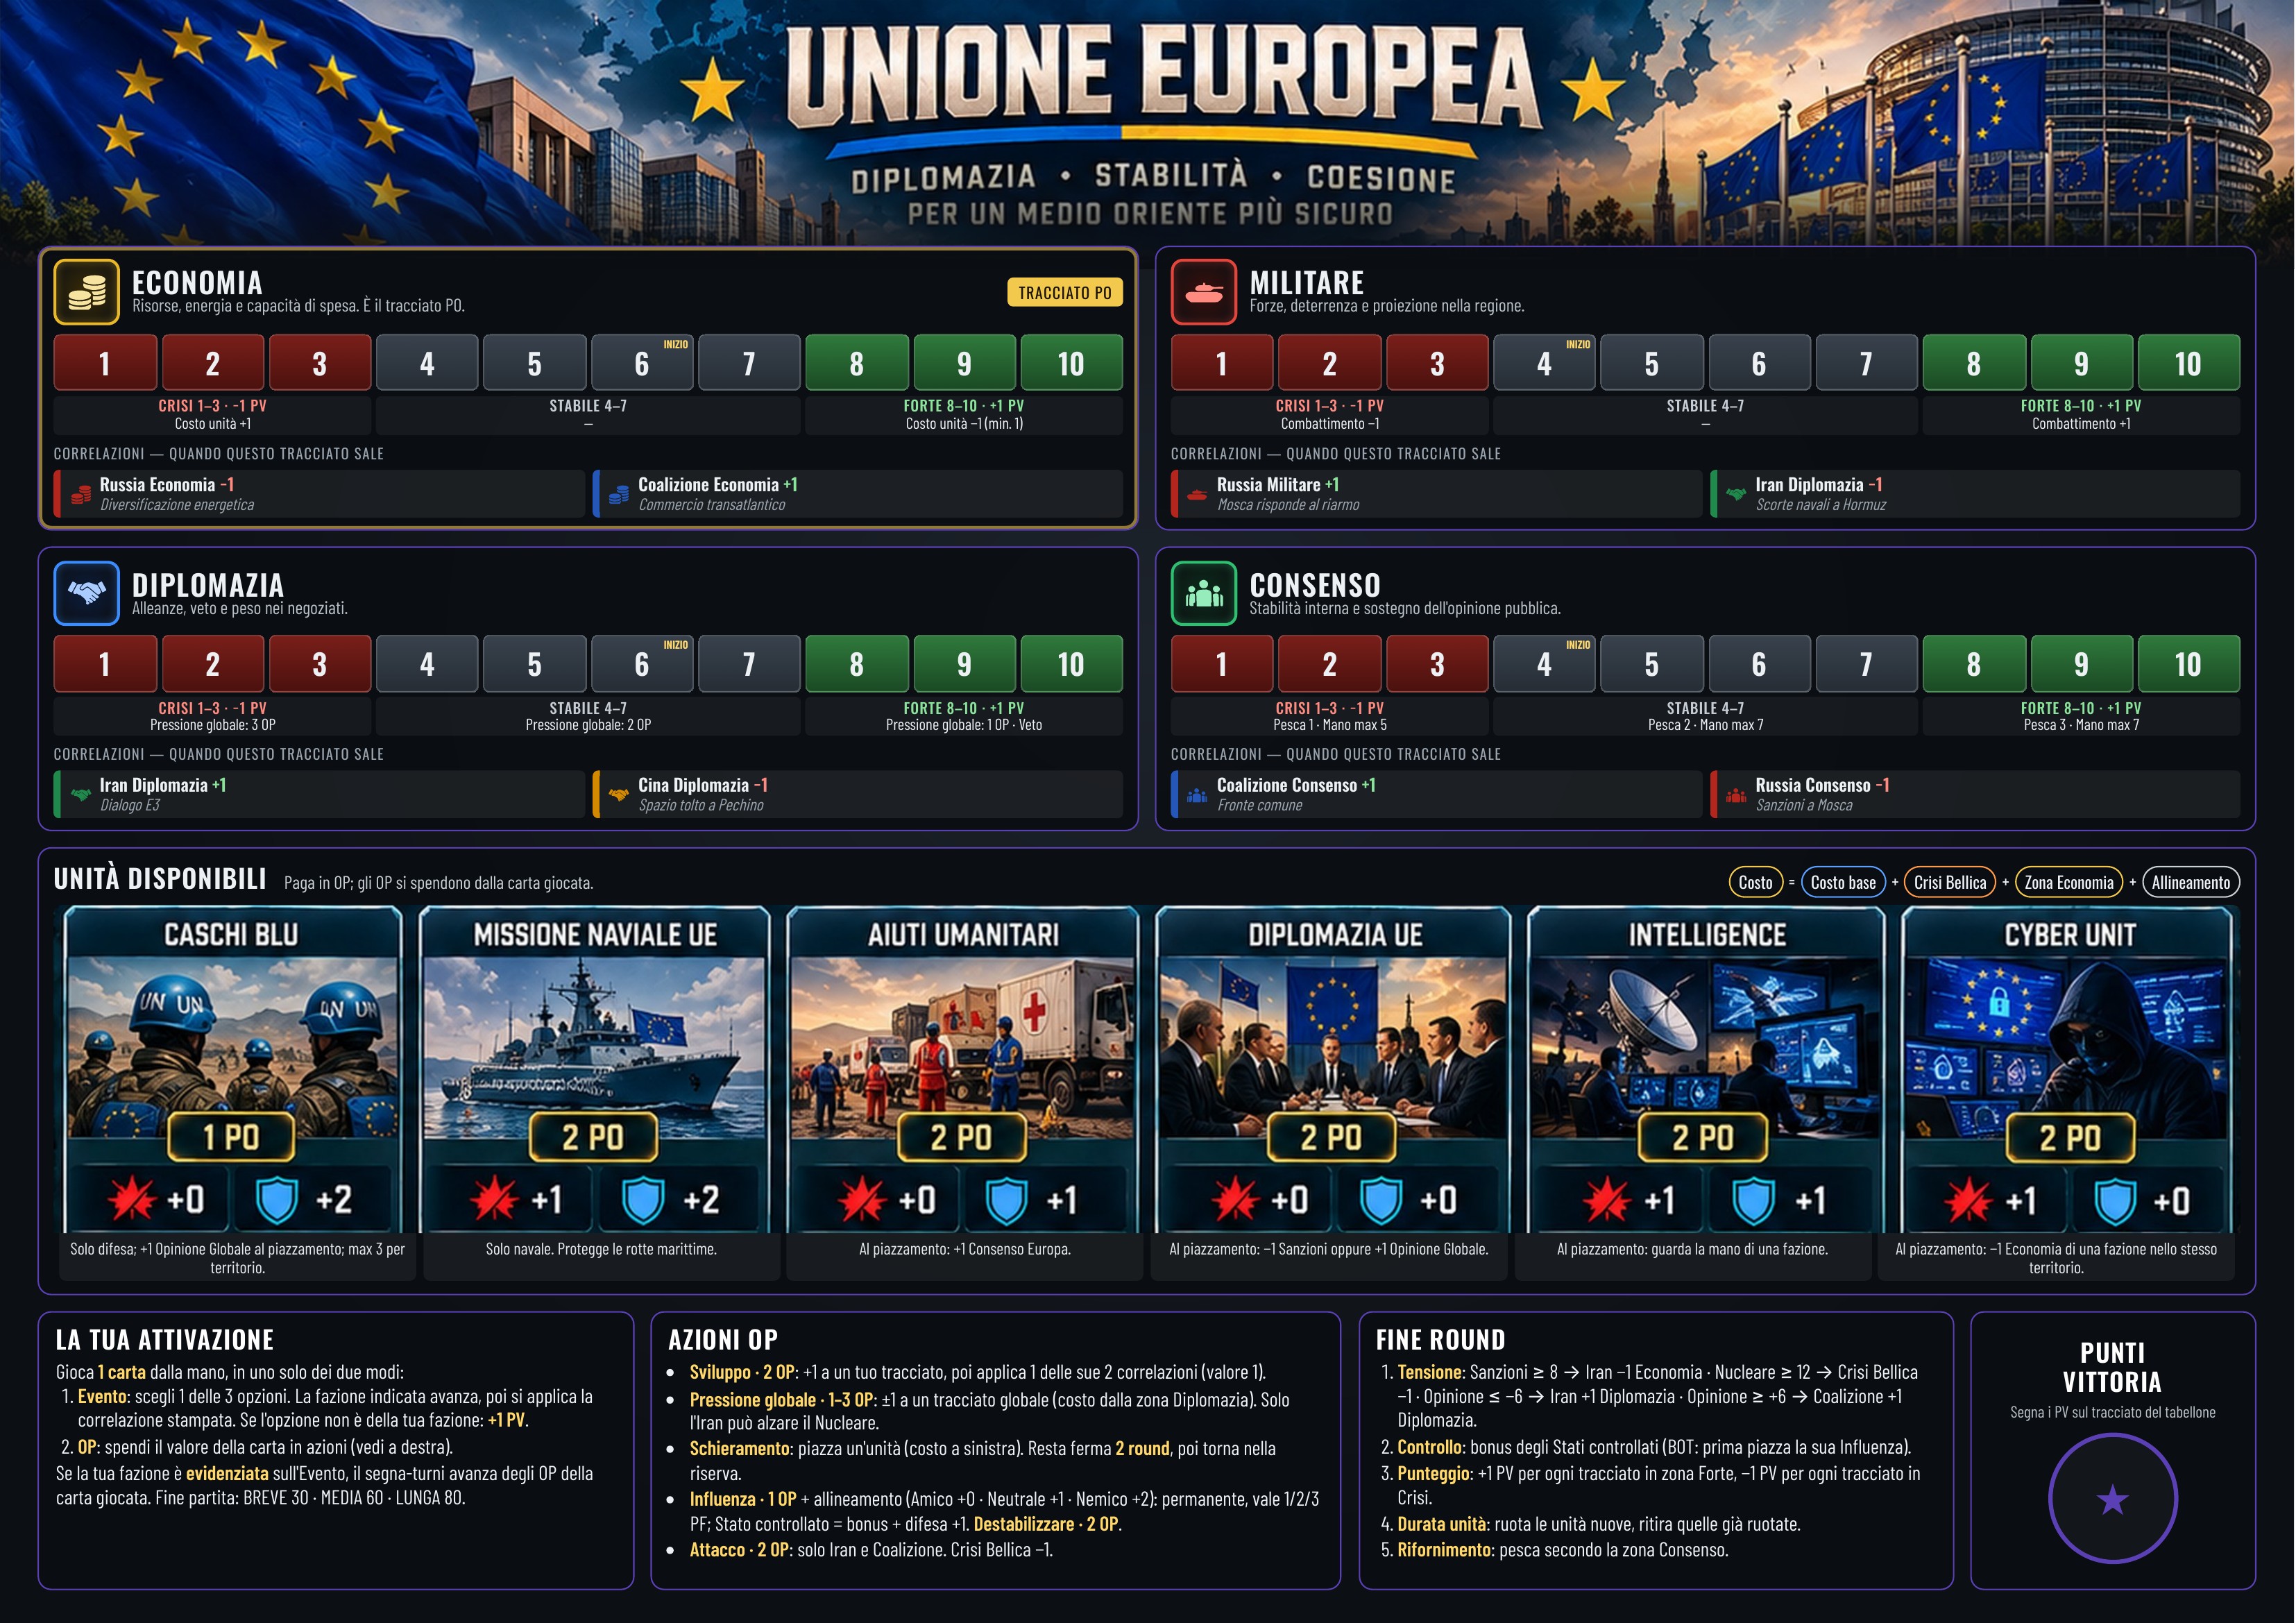 UNIONE EUROPEA
DIPLOMAZIA • STABILITÀ • COESIONE
PER UN MEDIO ORIENTE PIÙ SICURO
ECONOMIA
Risorse, energia e capacità di spesa. È il tracciato PO.
TRACCIATO PO
1 2 3 4 5 6 INIZIO 7 8 9 10
CRISI 1–3 · −1 PV STABILE 4–7 FORTE 8–10 · +1 PV
Costo unità +1 – Costo unità −1 (min. 1)
CORRELAZIONI — QUANDO QUESTO TRACCIATO SALE
Russia Economia −1
Diversificazione energetica
Coalizione Economia +1
Commercio transatlantico
MILITARE
Forze, deterrenza e proiezione nella regione.
1 2 3 4 INIZIO 5 6 7 8 9 10
CRISI 1–3 · −1 PV STABILE 4–7 FORTE 8–10 · +1 PV
Combattimento −1 – Combattimento +1
CORRELAZIONI — QUANDO QUESTO TRACCIATO SALE
Russia Militare +1
Mosca risponde al riarmo
Iran Diplomazia −1
Scorte navali a Hormuz
DIPLOMAZIA
Alleanze, veto e peso nei negoziati.
1 2 3 4 5 6 INIZIO 7 8 9 10
CRISI 1–3 · −1 PV STABILE 4–7 FORTE 8–10 · +1 PV
Pressione globale: 3 OP Pressione globale: 2 OP Pressione globale: 1 OP · Veto
CORRELAZIONI — QUANDO QUESTO TRACCIATO SALE
Iran Diplomazia +1
Dialogo E3
Cina Diplomazia −1
Spazio tolto a Pechino
CONSENSO
Stabilità interna e sostegno dell'opinione pubblica.
1 2 3 4 INIZIO 5 6 7 8 9 10
CRISI 1–3 · −1 PV STABILE 4–7 FORTE 8–10 · +1 PV
Pesca 1 · Mano max 5 Pesca 2 · Mano max 7 Pesca 3 · Mano max 7
CORRELAZIONI — QUANDO QUESTO TRACCIATO SALE
Coalizione Consenso +1
Fronte comune
Russia Consenso −1
Sanzioni a Mosca
UNITÀ DISPONIBILI Paga in OP; gli OP si spendono dalla carta giocata.
Costo = Costo base + Crisi Bellica + Zona Economia + Allineamento
CASCHI BLU
UN UN UN UN
1 PO
+0 +2
Solo difesa; +1 Opinione Globale al piazzamento; max 3 per
territorio.
MISSIONE NAVIALE UE
2 PO
+1 +2
Solo navale. Protegge le rotte marittime.
AIUTI UMANITARI
2 PO
+0 +1
Al piazzamento: +1 Consenso Europa.
DIPLOMAZIA UE
2 PO
+0 +0
Al piazzamento: −1 Sanzioni oppure +1 Opinione Globale.
INTELLIGENCE
2 PO
+1 +1
Al piazzamento: guarda la mano di una fazione.
CYBER UNIT
2 PO
+1 +0
Al piazzamento: −1 Economia di una fazione nello stesso
territorio.
LA TUA ATTIVAZIONE
Gioca 1 carta dalla mano, in uno solo dei due modi:
1. Evento: scegli 1 delle 3 opzioni. La fazione indicata avanza, poi si applica la
correlazione stampata. Se l'opzione non è della tua fazione: +1 PV.
2. OP: spendi il valore della carta in azioni (vedi a destra).
Se la tua fazione è evidenziata sull'Evento, il segna-turni avanza degli OP della
carta giocata. Fine partita: BREVE 30 · MEDIA 60 · LUNGA 80.
AZIONI OP
• Sviluppo · 2 OP: +1 a un tuo tracciato, poi applica 1 delle sue 2 correlazioni (valore 1).
• Pressione globale · 1–3 OP: ±1 a un tracciato globale (costo dalla zona Diplomazia). Solo
l'Iran può alzare il Nucleare.
• Schieramento: piazza un'unità (costo a sinistra). Resta ferma 2 round, poi torna nella
riserva.
• Influenza · 1 OP + allineamento (Amico +0 · Neutrale +1 · Nemico +2): permanente, vale 1/2/3
PF; Stato controllato = bonus + difesa +1. Destabilizzare · 2 OP.
• Attacco · 2 OP: solo Iran e Coalizione. Crisi Bellica −1.
FINE ROUND
1. Tensione: Sanzioni ≥ 8 → Iran −1 Economia · Nucleare ≥ 12 → Crisi Bellica
−1 · Opinione ≤ −6 → Iran +1 Diplomazia · Opinione ≥ +6 → Coalizione +1
Diplomazia.
2. Controllo: bonus degli Stati controllati (BOT: prima piazza la sua Influenza).
3. Punteggio: +1 PV per ogni tracciato in zona Forte, −1 PV per ogni tracciato in
Crisi.
4. Durata unità: ruota le unità nuove, ritira quelle già ruotate.
5. Rifornimento: pesca secondo la zona Consenso.
PUNTI
VITTORIA
Segna i PV sul tracciato del tabellone